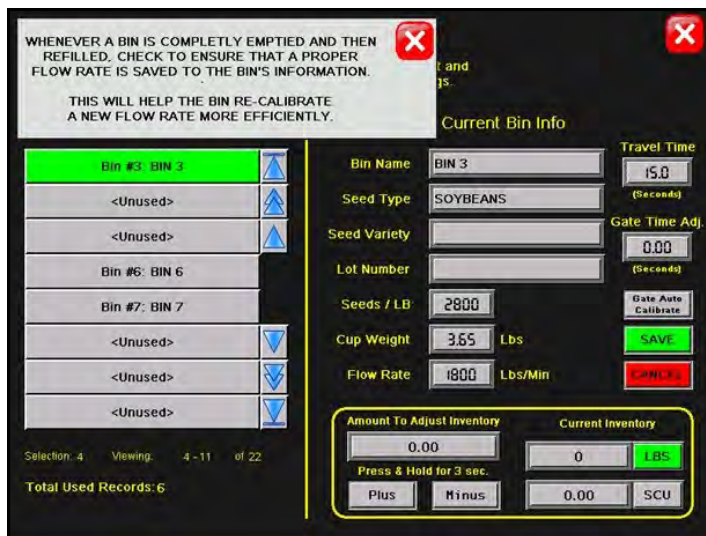 WHENEVER A BIN IS COMPLETLY EMPTIED AND THEN
REFILLED, CHECK TO ENSURE THAT A PROPER
FLOW RATE IS SAVED TO THE BIN'S INFORMATION.
THIS WILL HELP THE BIN RE-CALIBRATE
A NEW FLOW RATE MORE EFFICIENTLY.
t and
gs.
Current Bin Info
Bin #3: BIN 3
<Unused>
<Unused>
Bin #6: BIN 6
Bin #7: BIN 7
<Unused>
<Unused>
<Unused>
Selection: 4 Viewing: 4 - 11 of 22
Total Used Records: 6
Bin Name BIN 3
Seed Type SOYBEANS
Seed Variety
Lot Number
Seeds / LB 2800
Cup Weight 3.65 Lbs
Flow Rate 1800 Lbs/Min
Travel Time
15.0
(Seconds)
Gate Time Adj.
0.00
(Seconds)
Gate Auto
Calibrate
SAVE
CANCEL
Amount To Adjust Inventory
0.00
Press & Hold for 3 sec.
Plus Minus
Current Inventory
0 LBS
0.00 SCU